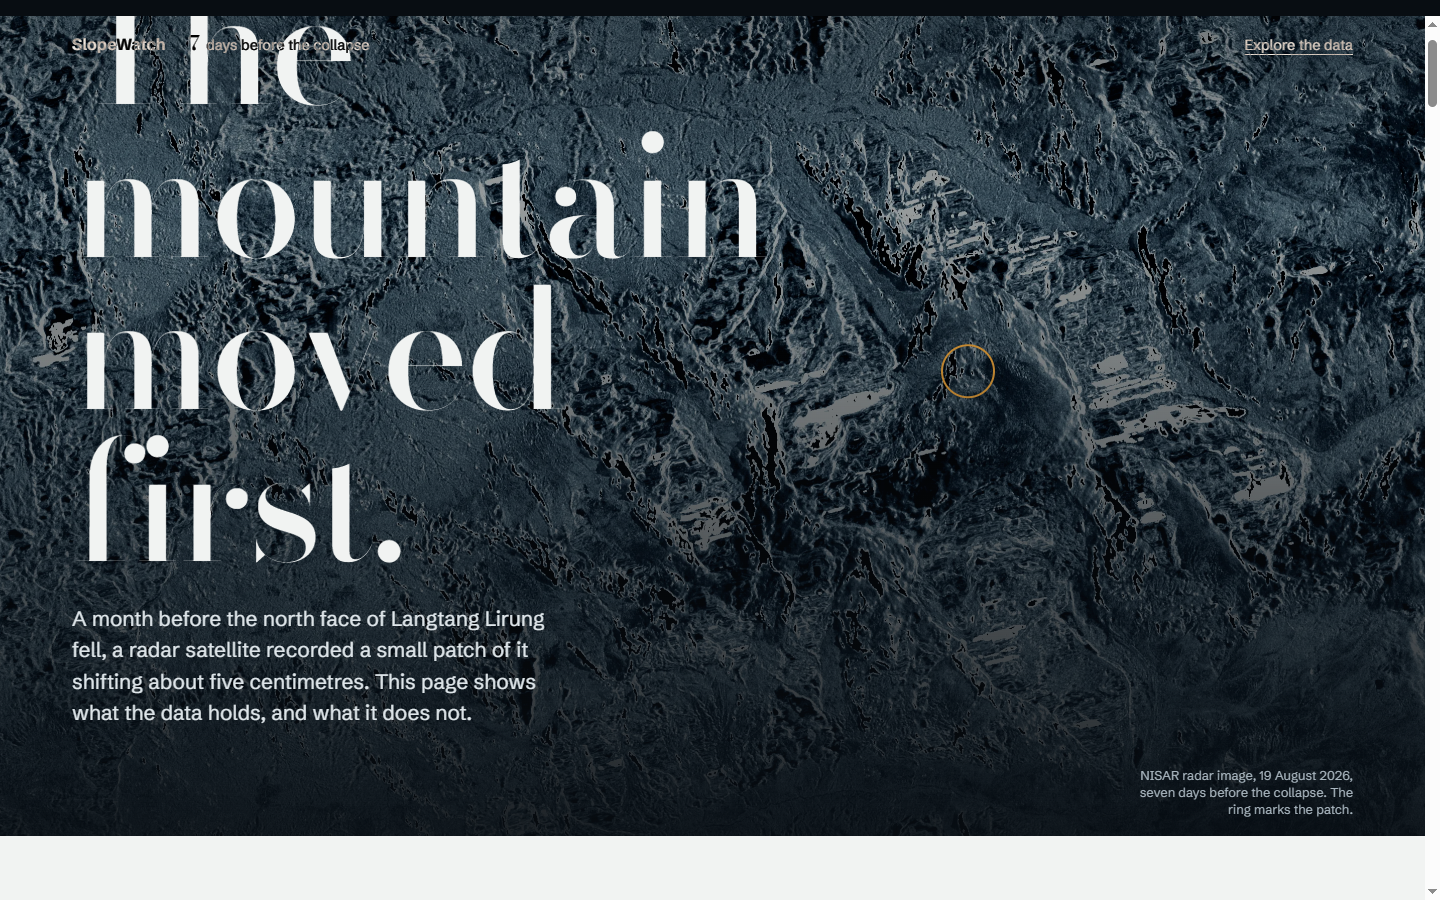 SlopeWatch
7 days before the collapse
Explore the data
The
mountain
moved
first.
A month before the north face of Langtang Lirung
fell, a radar satellite recorded a small patch of it
shifting about five centimetres. This page shows
what the data holds, and what it does not.
NISAR radar image, 19 August 2026,
seven days before the collapse. The
ring marks the patch.